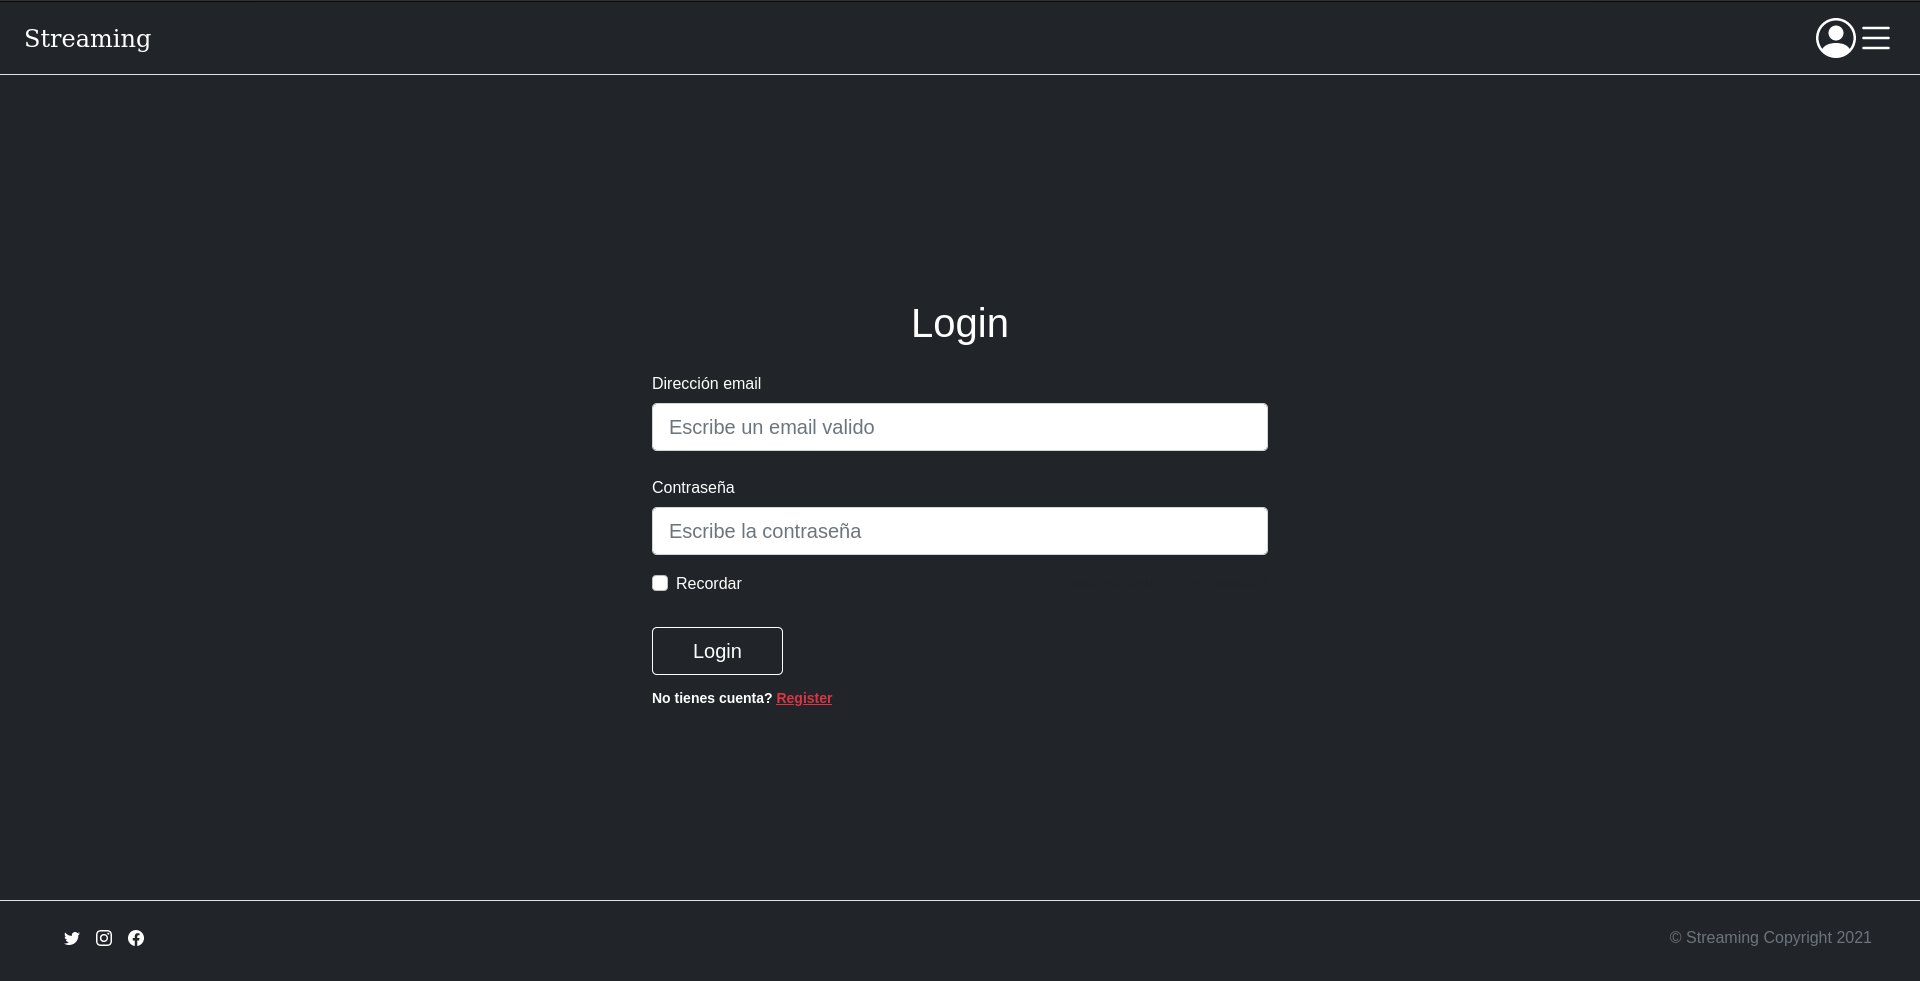 Streaming
Login
Dirección email
Escribe un email valido
Contraseña
Escribe la contraseña
Recordar
Login
No tienes cuenta? Register
© Streaming Copyright 2021